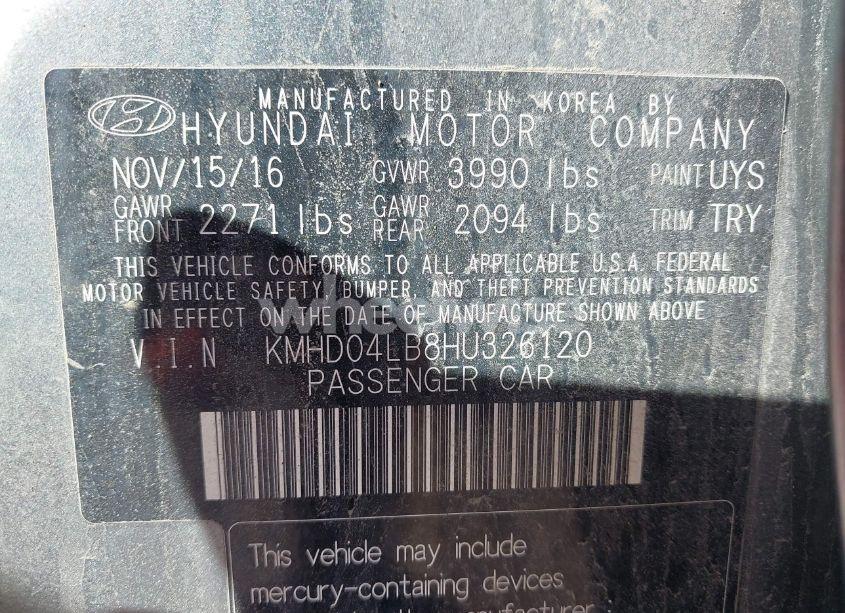 MANUFACTURED IN KOREA BY
HYUNDAI MOTOR COMPANY
NOV/15/16 GVWR 3990 lbs PAINT UYS
GAWR FRONT 2271 lbs GAWR REAR 2094 lbs TRIM TRY
THIS VEHICLE CONFORMS TO ALL APPLICABLE U.S.A. FEDERAL
MOTOR VEHICLE SAFETY, BUMPER, AND THEFT PREVENTION STANDARDS
IN EFFECT ON THE DATE OF MANUFACTURE SHOWN ABOVE
V.I.N KMHD04LB8HU326120
PASSENGER CAR
This vehicle may include
mercury-containing devices